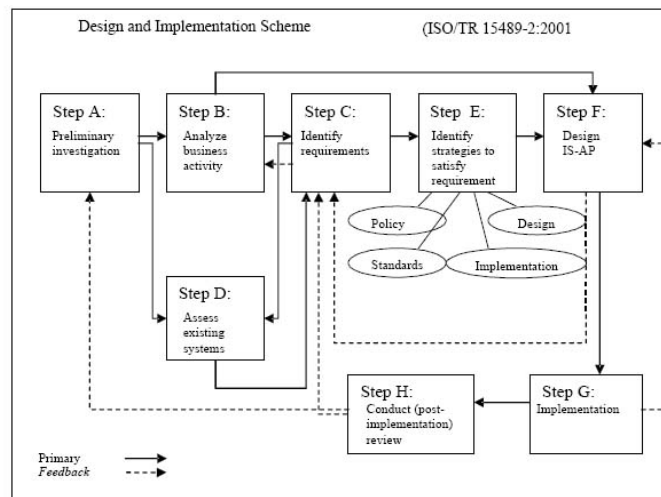 Design and Implementation Scheme (ISO/TR 15489-2:2001
Step A:
Preliminary
investigation
Step B:
Analyze
business
activity
Step C:
Identify
requirements
Step E:
Identify
strategies to
satisfy
requirement
Step F:
Design
IS-AP
Policy
Design
Standards
Implementation
Step D:
Assess
existing
systems
Step H:
Conduct (post-
implementation)
review
Step G:
Implementation
Primary
Feedback